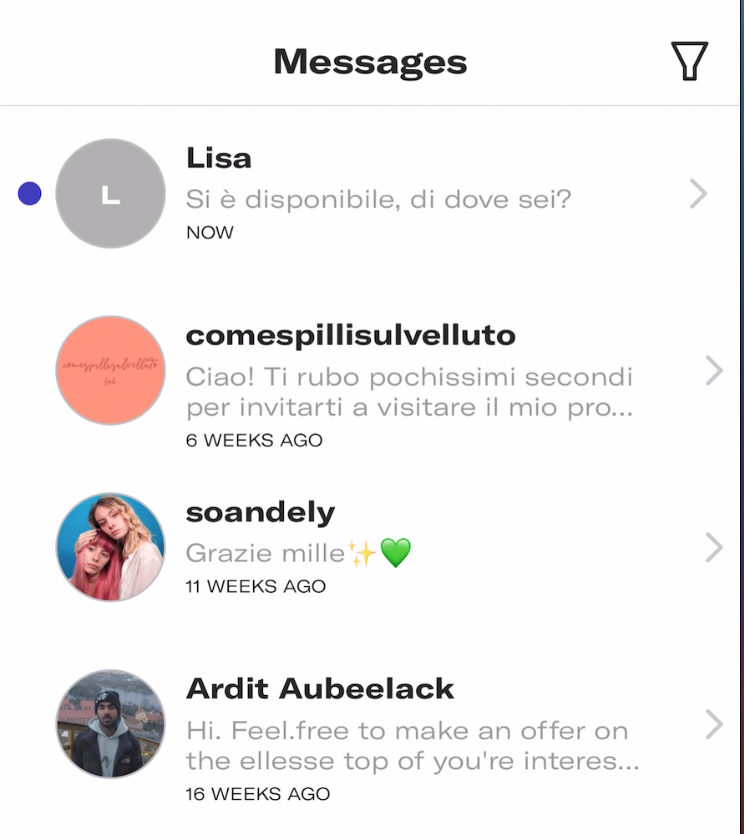 Messages
L
Lisa
Si è disponibile, di dove sei?
NOW
comespillisulvelluto
comespillisulvelluto
Ciao! Ti rubo pochissimi secondi
per invitarti a visitare il mio pro...
6 WEEKS AGO
soandely
Grazie mille✨💚
11 WEEKS AGO
Ardit Aubeelack
Hi. Feel.free to make an offer on
the ellesse top of you're interes...
16 WEEKS AGO